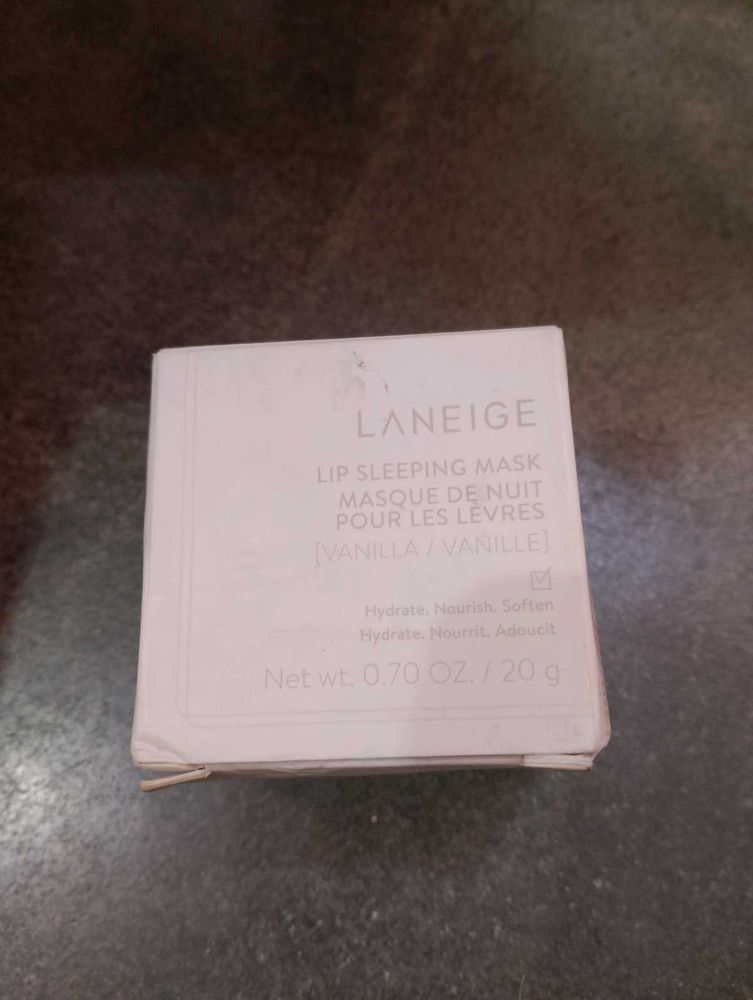 LANEIGE
LIP SLEEPING MASK
MASQUE DE NUIT
POUR LES LÈVRES
[VANILLA / VANILLE]
Hydrate. Nourish. Soften
Hydrate. Nourrit. Adoucit
Net wt. 0.70 OZ. / 20 g